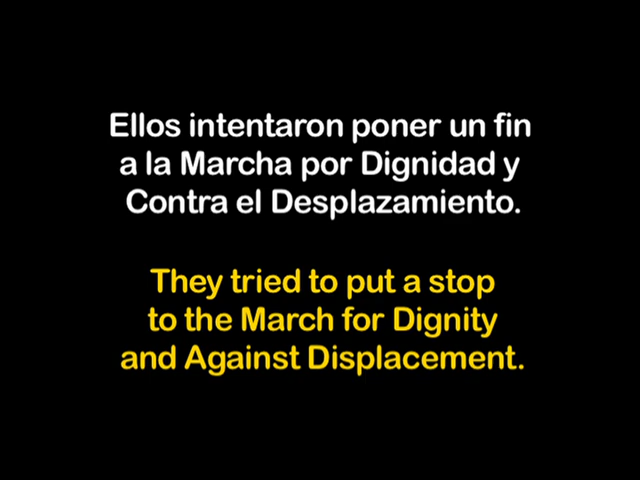 Ellos intentaron poner un fin
a la Marcha por Dignidad y
Contra el Desplazamiento.
They tried to put a stop
to the March for Dignity
and Against Displacement.